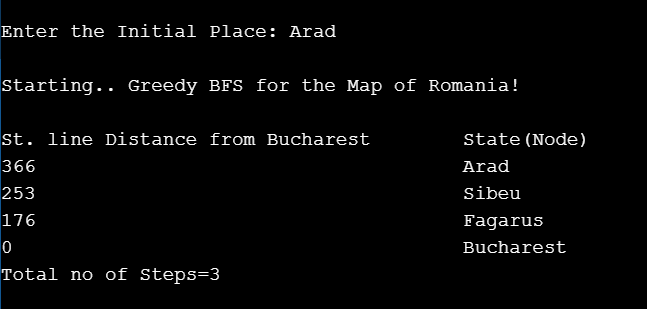 Enter the Initial Place: Arad
Starting.. Greedy BFS for the Map of Romania!
St. line Distance from Bucharest State(Node)
366 Arad
253 Sibeu
176 Fagarus
0 Bucharest
Total no of Steps=3